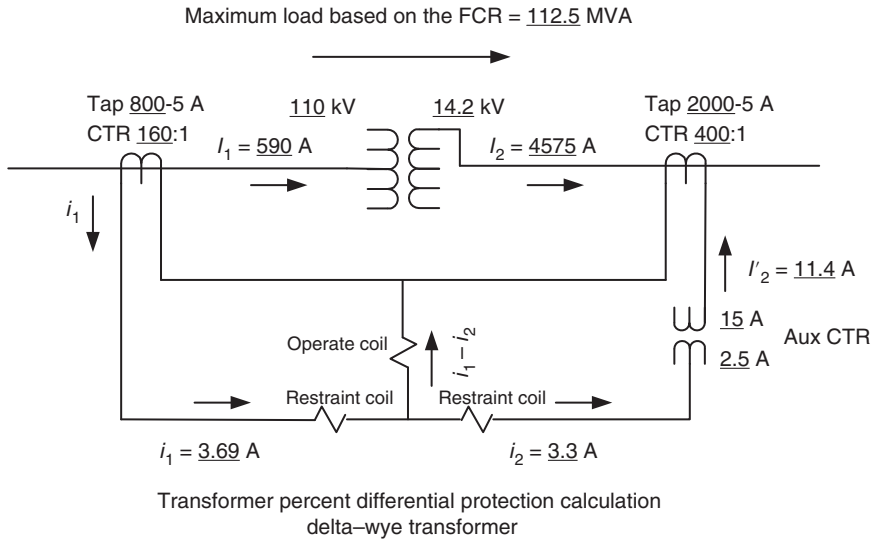 Maximum load based on the FCR = 112.5 MVA
Tap 800-5 A
CTR 160:1
110 kV
14.2 kV
Tap 2000-5 A
CTR 400:1
I₁ = 590 A
I₂ = 4575 A
i₁
I′₂ = 11.4 A
15 A
Aux CTR
2.5 A
Operate coil
i₁ – i₂
Restraint coil
Restraint coil
i₁ = 3.69 A
i₂ = 3.3 A
Transformer percent differential protection calculation
delta–wye transformer